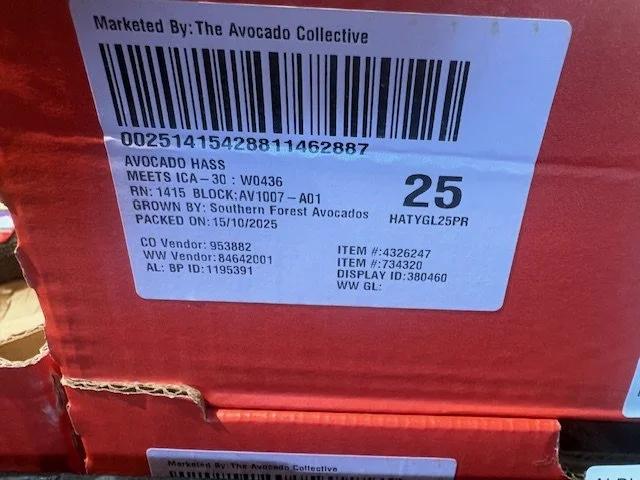 Marketed By: The Avocado Collective
00251415428811462887
AVOCADO HASS
MEETS ICA-30 : W0436
RN: 1415 BLOCK:AV1007-A01
GROWN BY: Southern Forest Avocados
PACKED ON:15/10/2025
25
HATYGL25PR
CO Vendor: 953882
WW Vendor: 84642001
AL: BP ID: 1195391
ITEM #:4326247
ITEM #:734320
DISPLAY ID:380460
WW GL:
Marketed By: The Avocado Collective